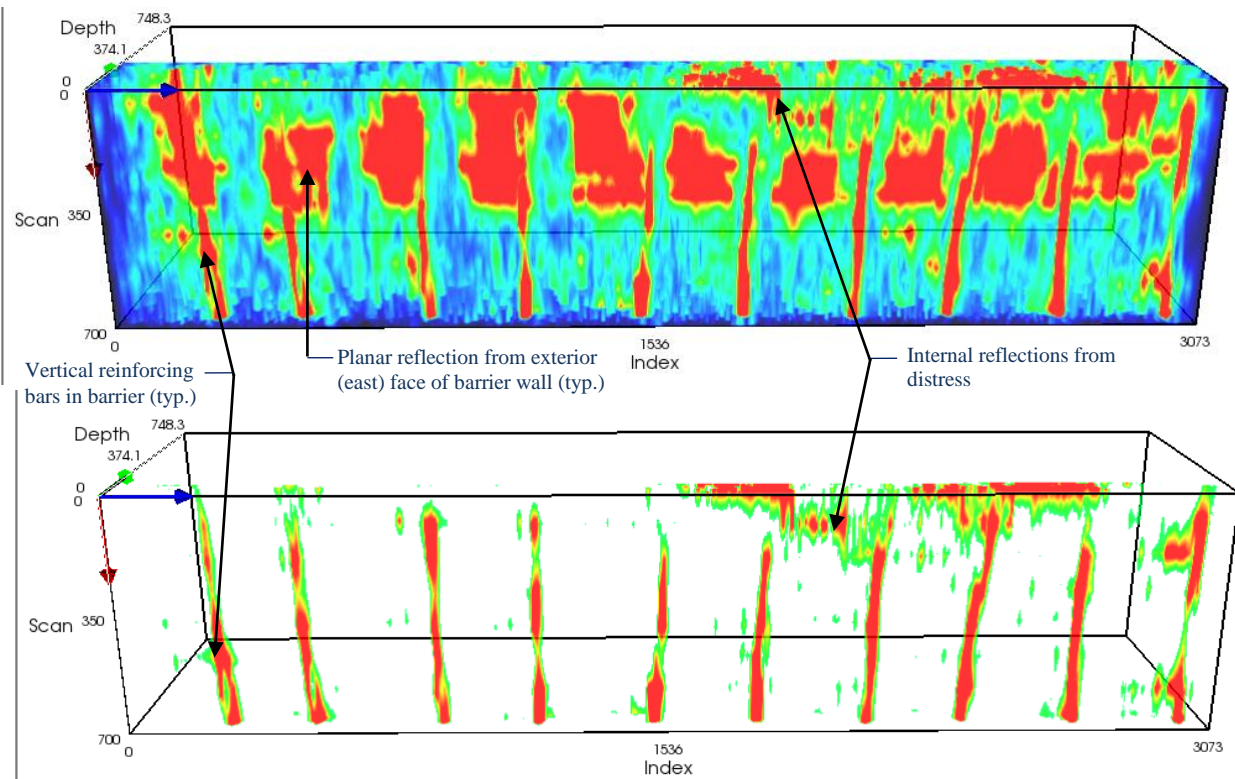 Depth
748.3
374.1
0
0
Scan
350
700
0
1536
Index
3073
Vertical reinforcing
bars in barrier (typ.)
Planar reflection from exterior
(east) face of barrier wall (typ.)
Internal reflections from
distress
Depth
748.3
374.1
0
0
Scan
350
700
0
1536
Index
3073